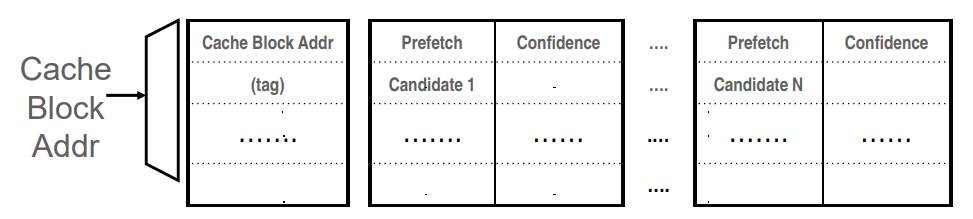 Cache
Block
Addr
Cache Block Addr Prefetch Confidence .... Prefetch Confidence
(tag) Candidate 1 .... Candidate N
....... ....... ...... .... ....... ......
....